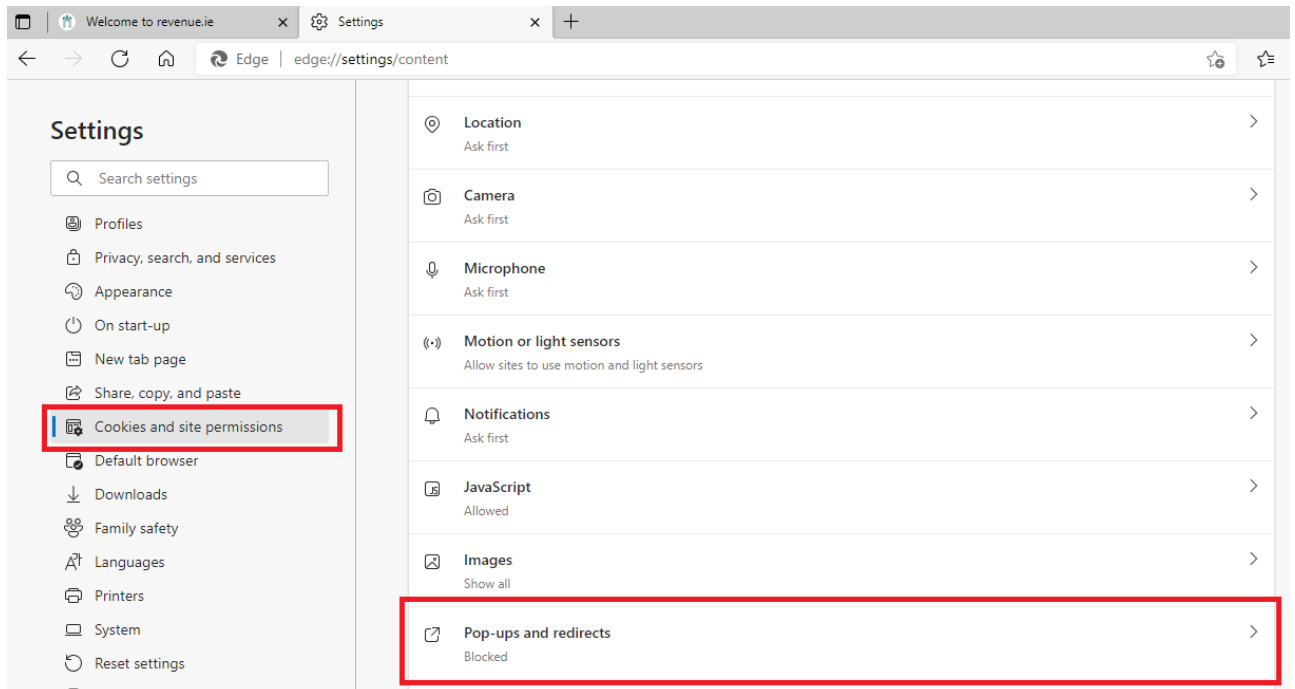 Welcome to revenue.ie
Settings
Edge | edge://settings/content
Settings
Search settings
Profiles
Privacy, search, and services
Appearance
On start-up
New tab page
Share, copy, and paste
Cookies and site permissions
Default browser
Downloads
Family safety
Languages
Printers
System
Reset settings
Location
Ask first
Camera
Ask first
Microphone
Ask first
Motion or light sensors
Allow sites to use motion and light sensors
Notifications
Ask first
JS
JavaScript
Allowed
Images
Show all
Pop-ups and redirects
Blocked